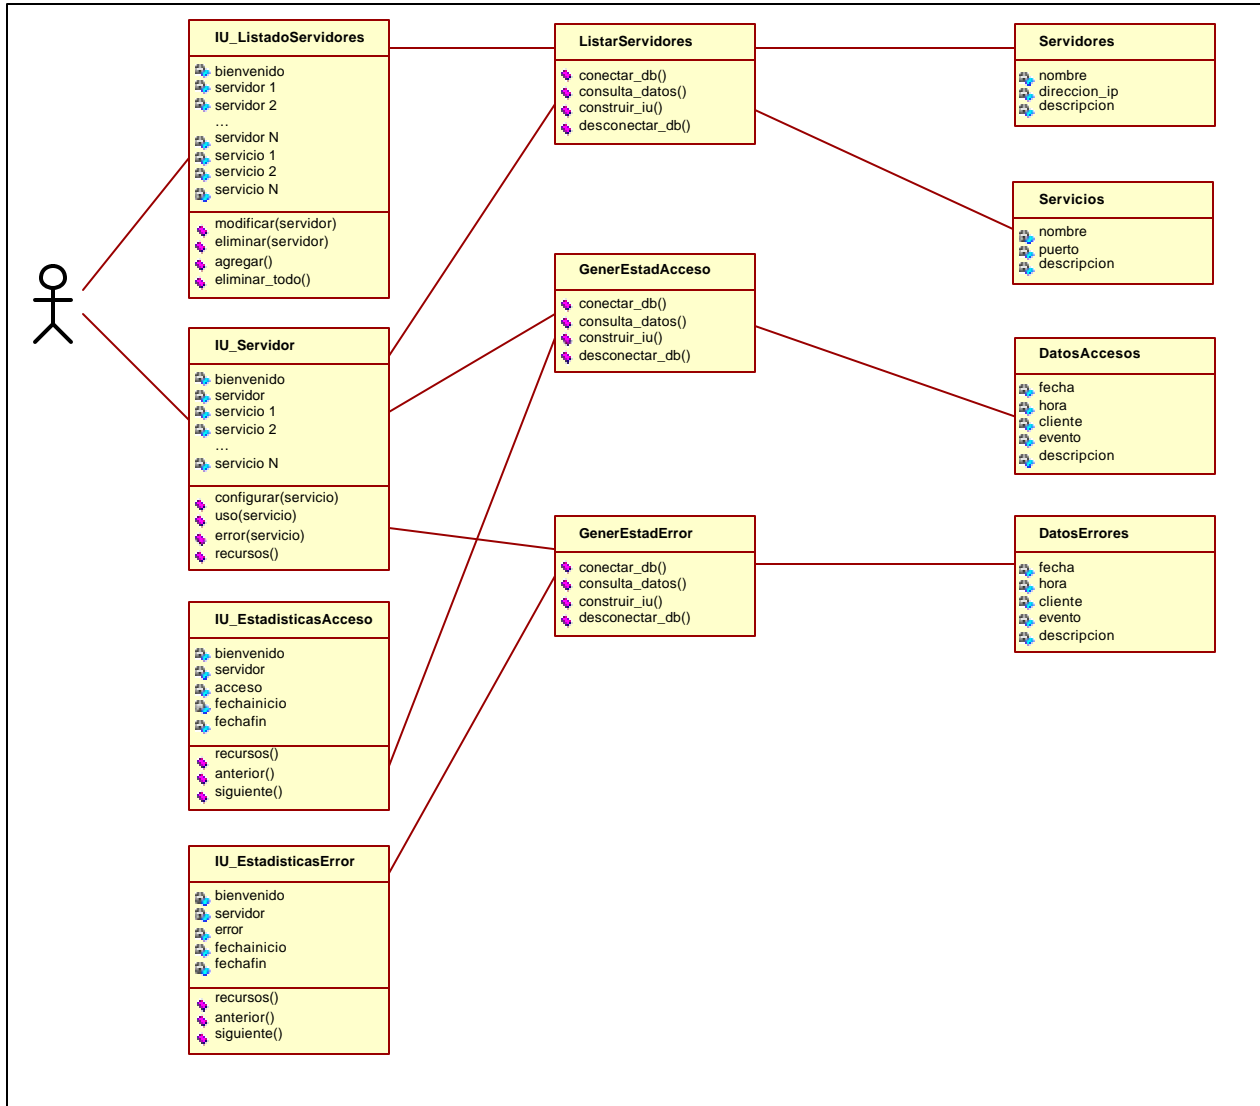 IU_ListadoServidores
bienvenido
servidor 1
servidor 2
...
servidor N
servicio 1
servicio 2
servicio N
modificar(servidor)
eliminar(servidor)
agregar()
eliminar_todo()
IU_Servidor
bienvenido
servidor
servicio 1
servicio 2
...
servicio N
configurar(servicio)
uso(servicio)
error(servicio)
recursos()
IU_EstadisticasAcceso
bienvenido
servidor
acceso
fechainicio
fechafin
recursos()
anterior()
siguiente()
IU_EstadisticasError
bienvenido
servidor
error
fechainicio
fechafin
recursos()
anterior()
siguiente()
ListarServidores
conectar_db()
consulta_datos()
construir_iu()
desconectar_db()
GenerEstadAcceso
conectar_db()
consulta_datos()
construir_iu()
desconectar_db()
GenerEstadError
conectar_db()
consulta_datos()
construir_iu()
desconectar_db()
Servidores
nombre
direccion_ip
descripcion
Servicios
nombre
puerto
descripcion
DatosAccesos
fecha
hora
cliente
evento
descripcion
DatosErrores
fecha
hora
cliente
evento
descripcion